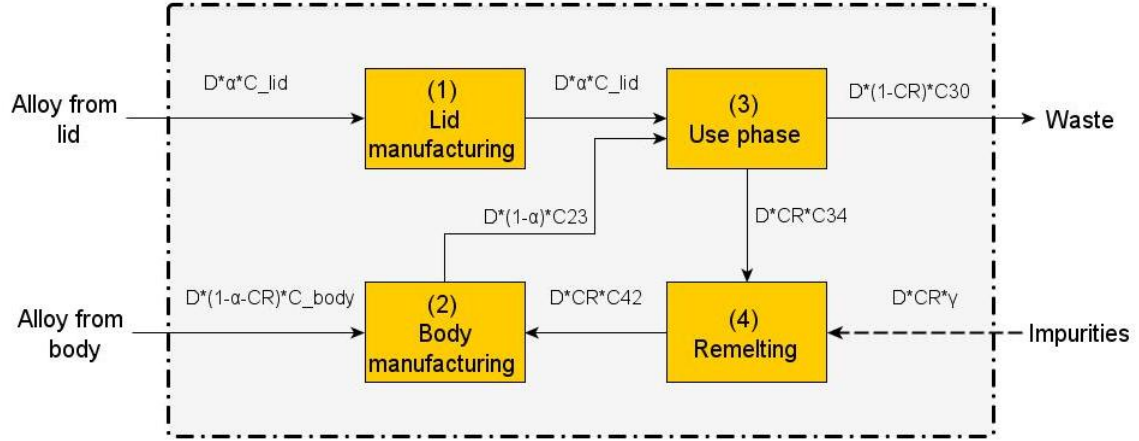 D*α*C_lid
D*α*C_lid
D*(1-CR)*C30
Alloy from
lid
(1)
Lid
manufacturing
(3)
Use phase
Waste
D*(1-α)*C23
D*CR*C34
D*(1-α-CR)*C_body
D*CR*C42
D*CR*γ
Alloy from
body
(2)
Body
manufacturing
(4)
Remelting
Impurities